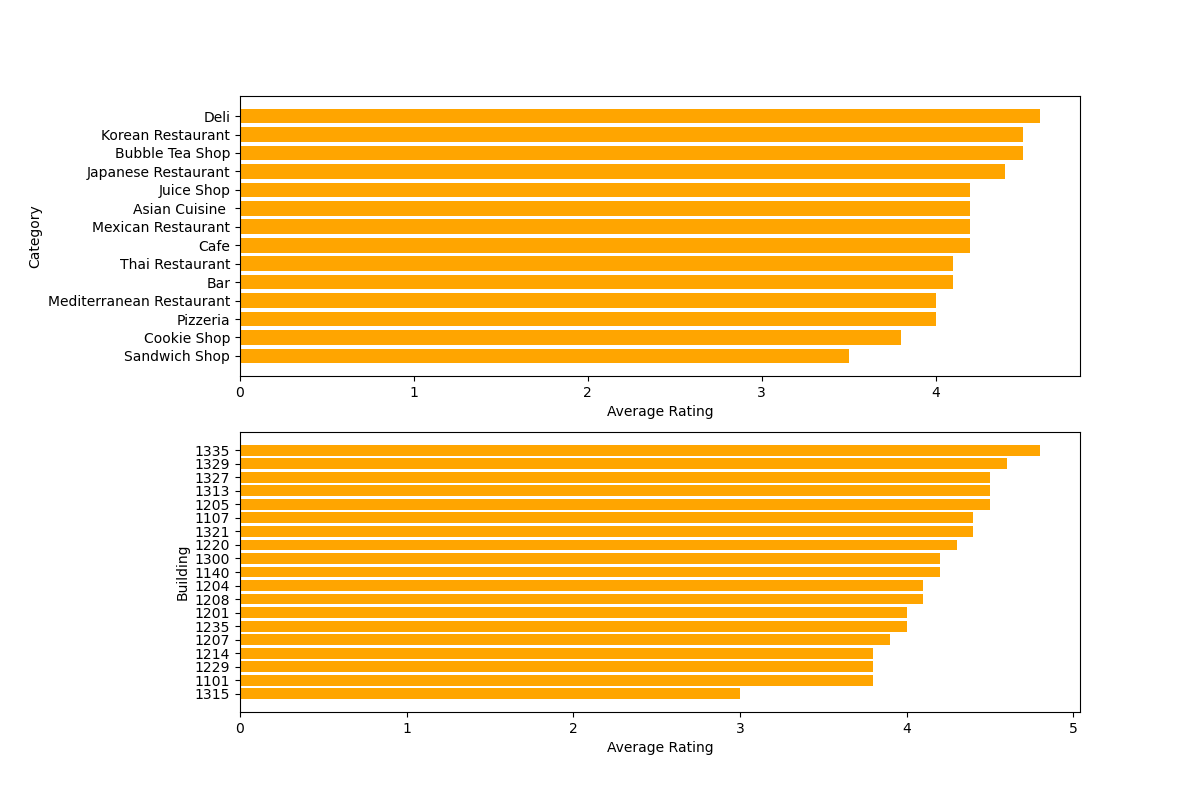 Category
Deli
Korean Restaurant
Bubble Tea Shop
Japanese Restaurant
Juice Shop
Asian Cuisine
Mexican Restaurant
Cafe
Thai Restaurant
Bar
Mediterranean Restaurant
Pizzeria
Cookie Shop
Sandwich Shop
0 1 2 3 4
Average Rating
Building
1335
1329
1327
1313
1205
1107
1321
1220
1300
1140
1204
1208
1201
1235
1207
1214
1229
1101
1315
0 1 2 3 4 5
Average Rating